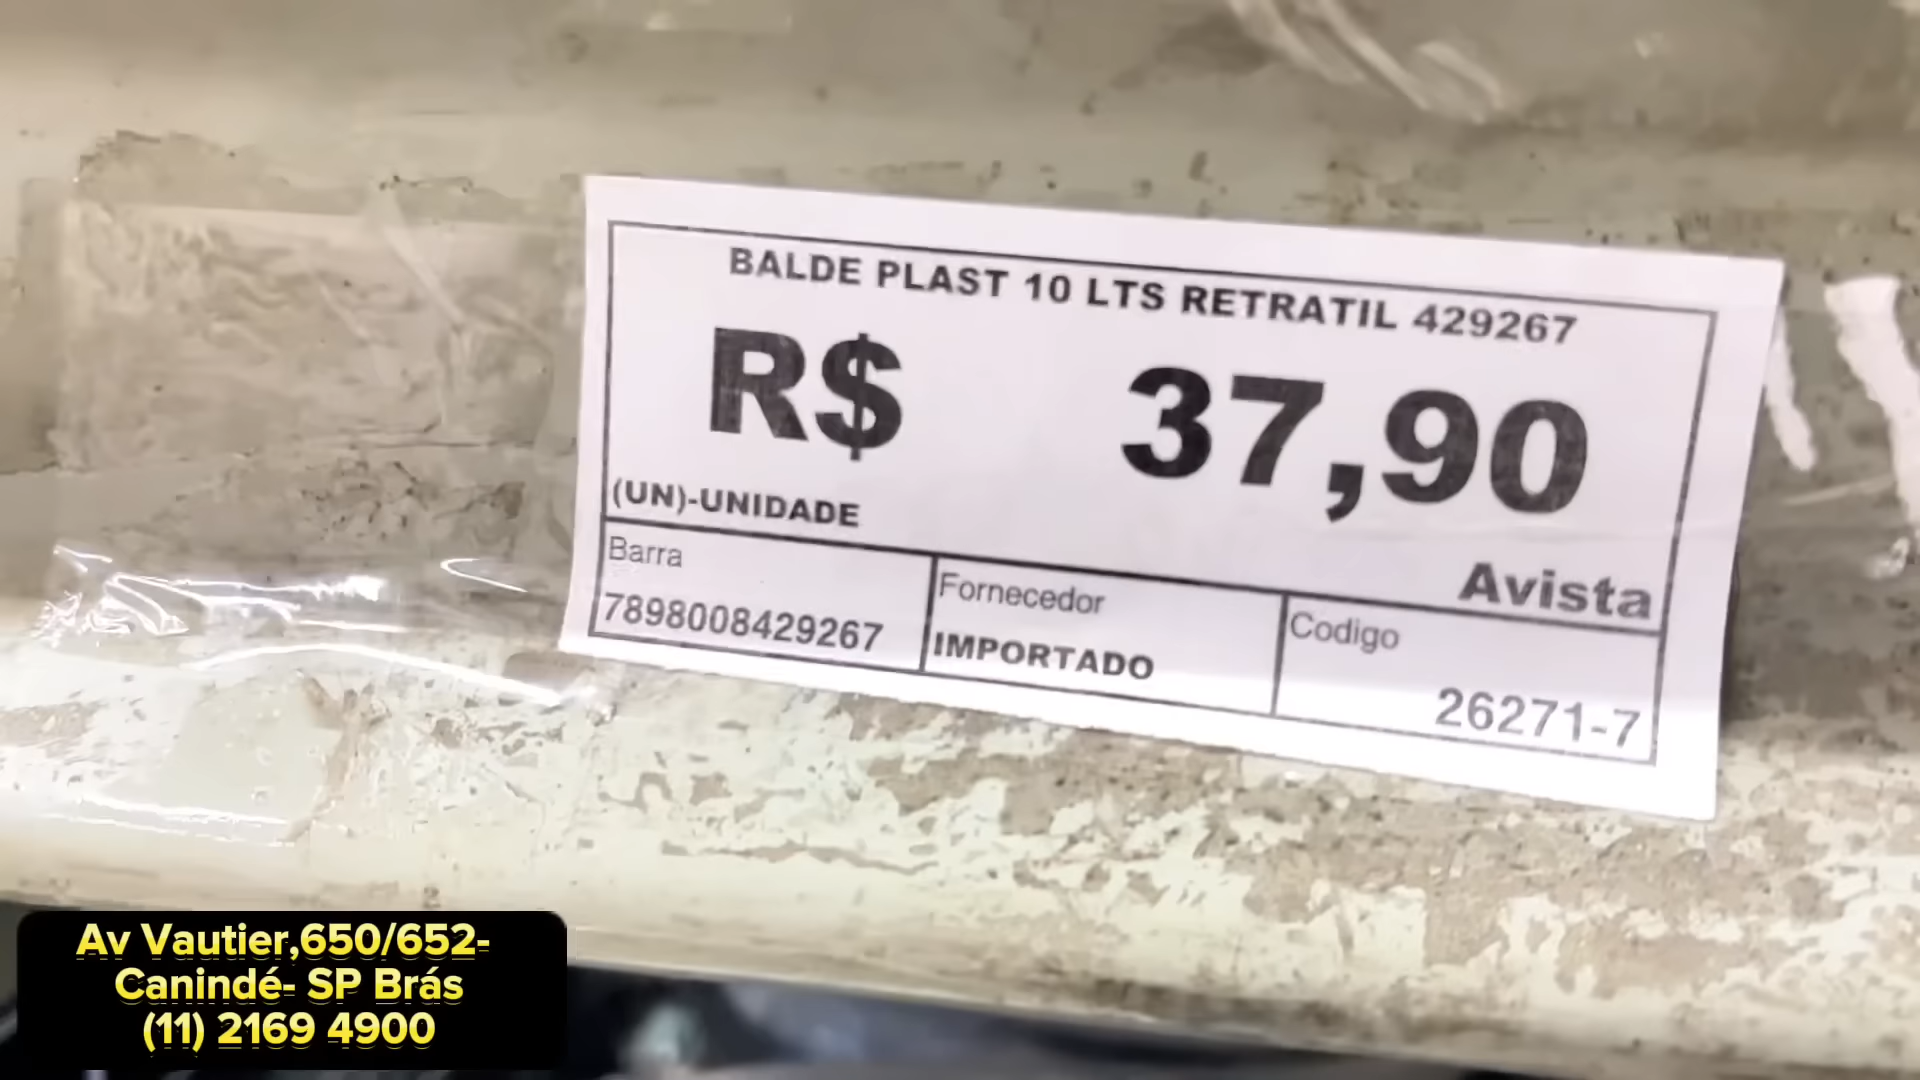 BALDE PLAST 10 LTS RETRATIL 429267
R$ 37,90
(UN)-UNIDADE
Avista
Barra
7898008429267
Fornecedor
IMPORTADO
Codigo
26271-7
Av Vautier,650/652-
Canindé- SP Brás
(11) 2169 4900